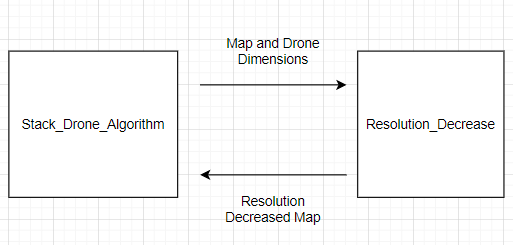 Map and Drone
Dimensions
Stack_Drone_Algorithm
Resolution_Decrease
Resolution
Decreased Map